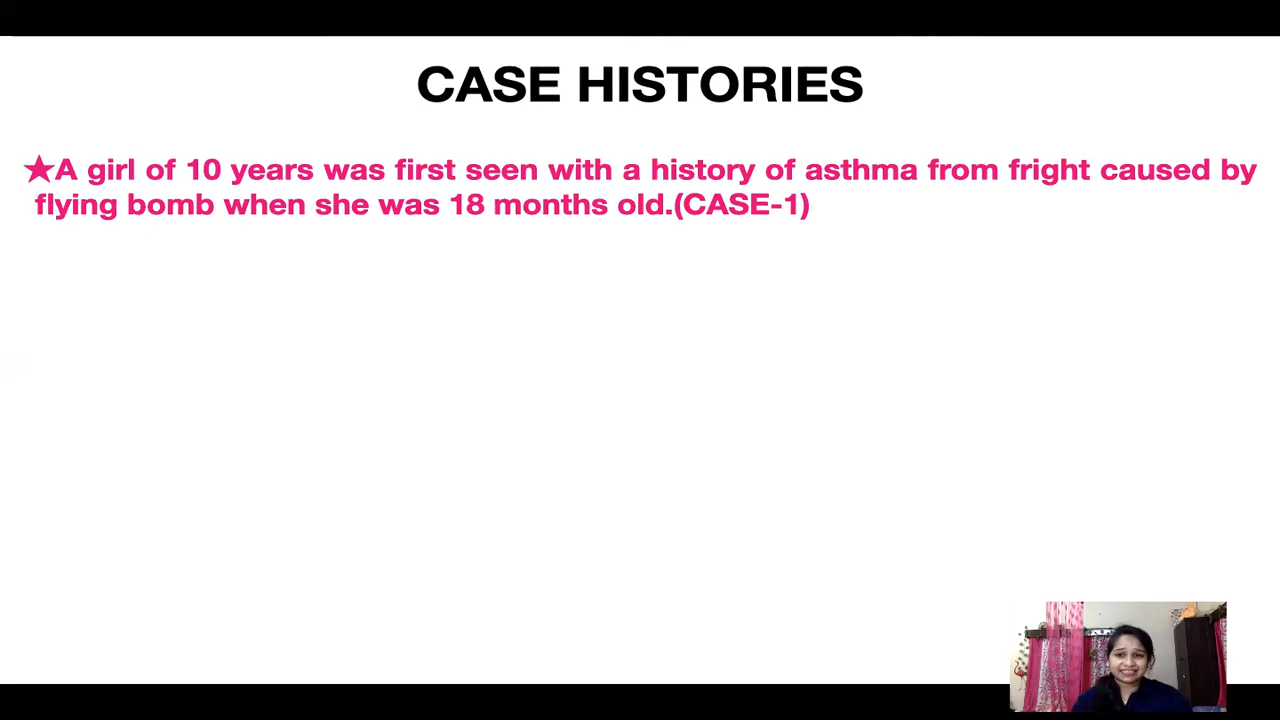 CASE HISTORIES
★A girl of 10 years was first seen with a history of asthma from fright caused by
flying bomb when she was 18 months old.(CASE-1)